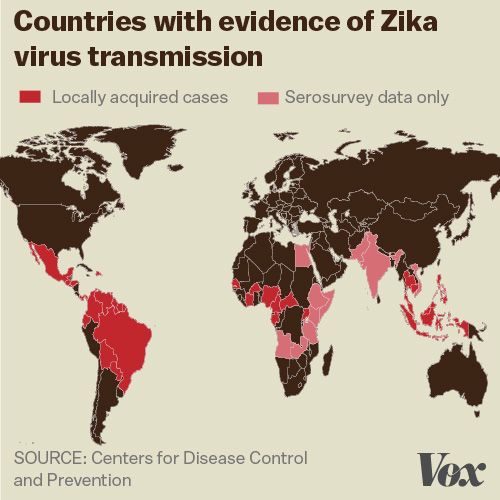 Countries with evidence of Zika
virus transmission
Locally acquired cases
Serosurvey data only
SOURCE: Centers for Disease Control
and Prevention
Vox